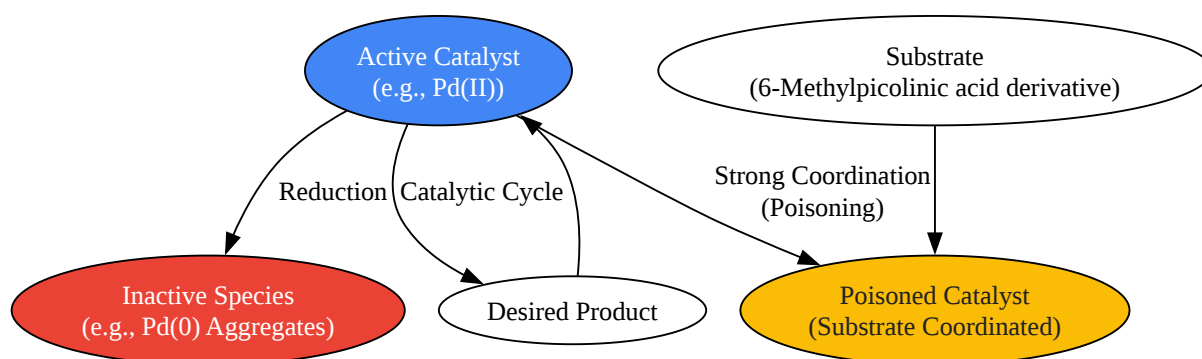 Active Catalyst
(e.g., Pd(II))
Substrate
(6-Methylpicolinic acid derivative)
Reduction
Catalytic Cycle
Strong Coordination
(Poisoning)
Inactive Species
(e.g., Pd(0) Aggregates)
Desired Product
Poisoned Catalyst
(Substrate Coordinated)